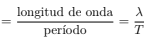 = longitud de onda / período = λ / T